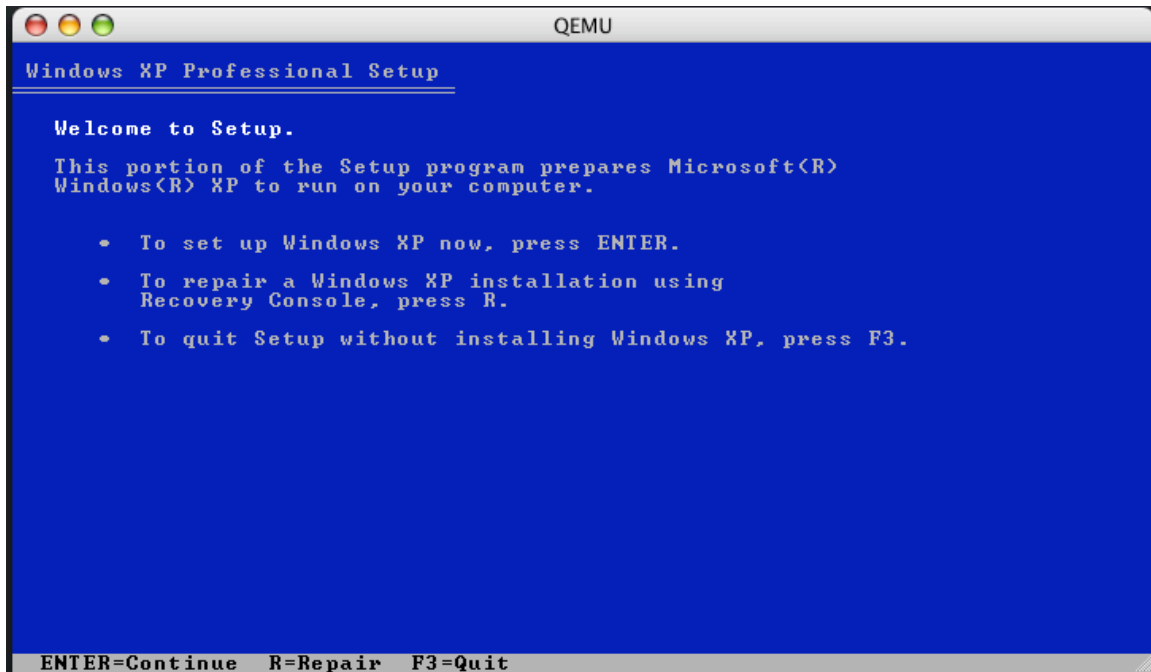 QEMU
Windows XP Professional Setup
Welcome to Setup.
This portion of the Setup program prepares Microsoft(R)
Windows(R) XP to run on your computer.
• To set up Windows XP now, press ENTER.
• To repair a Windows XP installation using
Recovery Console, press R.
• To quit Setup without installing Windows XP, press F3.
ENTER=Continue R=Repair F3=Quit